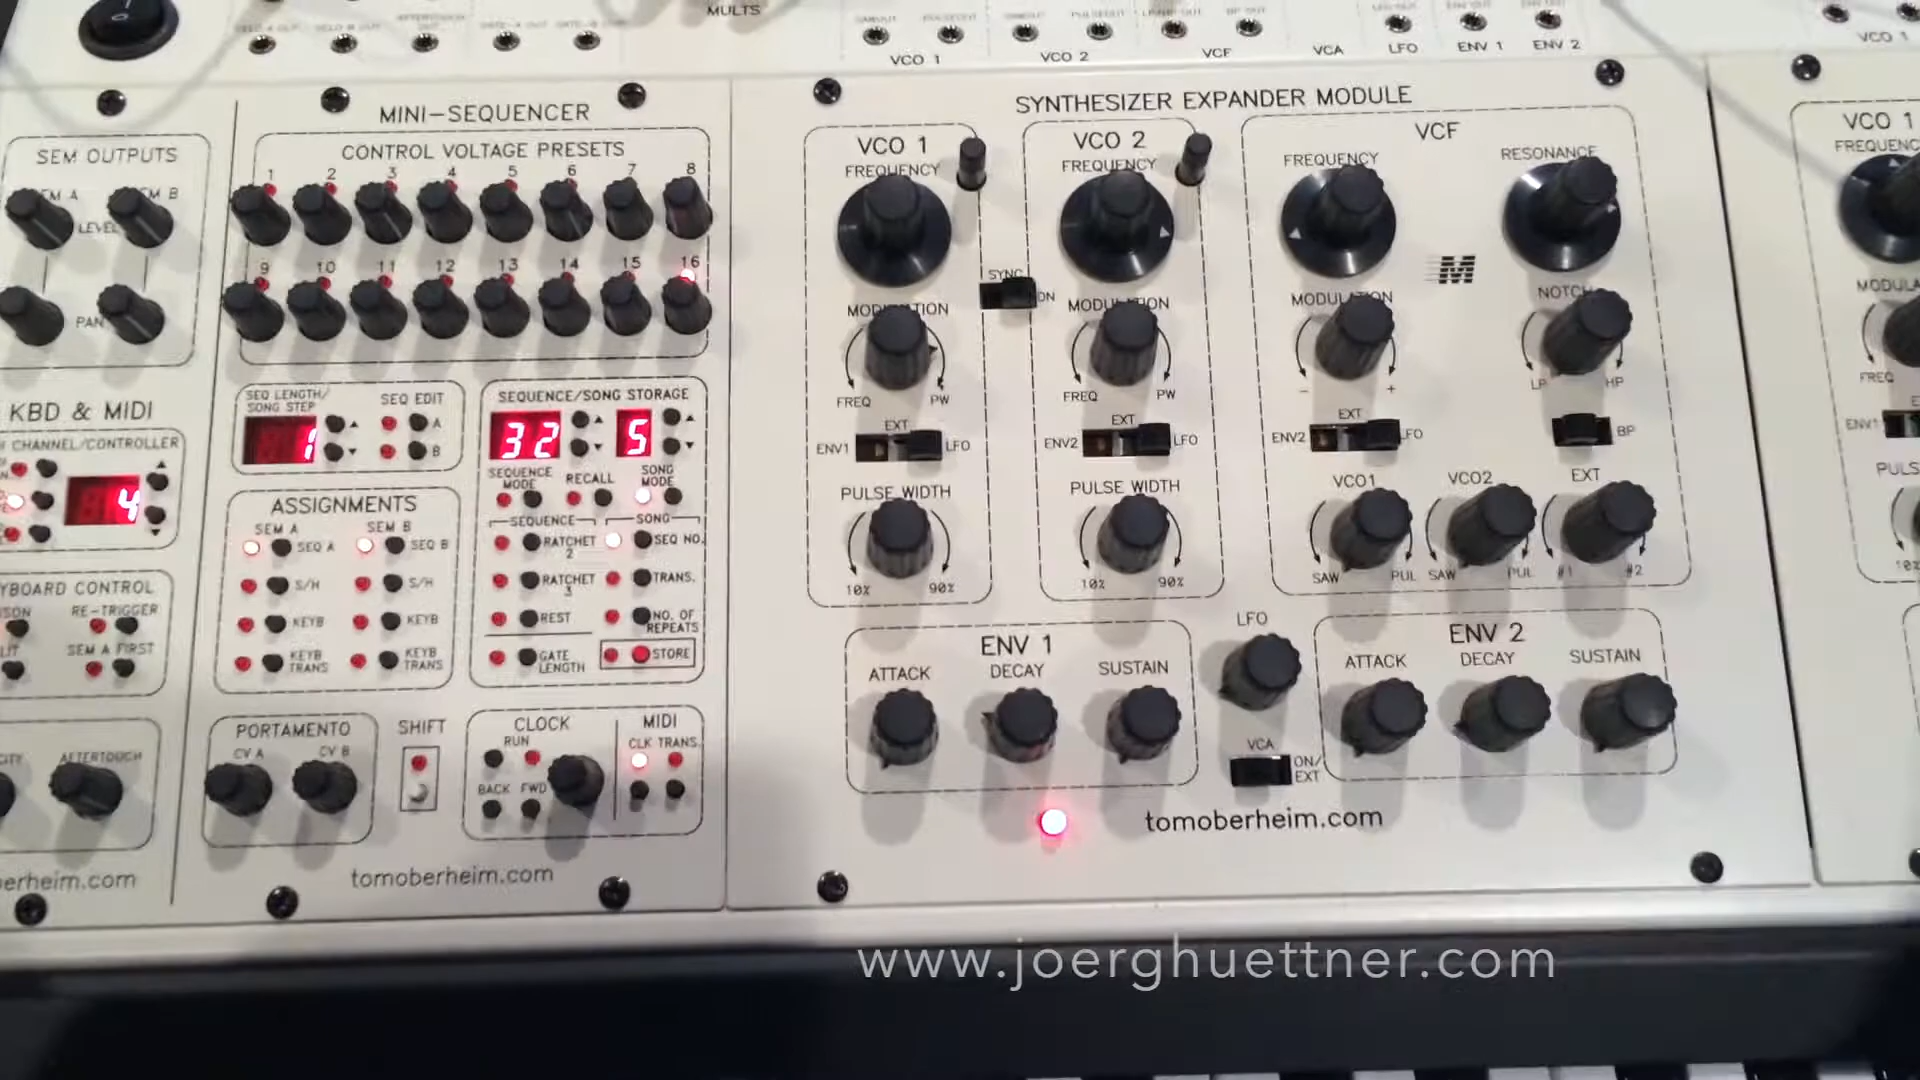 MULTS
VCO 1
VCO 2
VCF
VCA
LFO
ENV 1
ENV 2
VCO 1
SEM OUTPUTS
LEVEL
PAN
KBD & MIDI
CHANNEL/CONTROLLER
4
RE-TRIGGER
SEM A FIRST
AFTERTOUCH
MINI-SEQUENCER
CONTROL VOLTAGE PRESETS
1 2 3 4 5 6 7 8
9 10 11 12 13 14 15 16
SEQ LENGTH/
SONG STEP
1
SEQ EDIT
A
B
SEQUENCE/SONG STORAGE
32 5
SEQUENCE
MODE
RECALL
SONG
MODE
SEQUENCE
SONG
RATCHET
2
SEQ NO.
RATCHET
3
TRANS.
REST
NO. OF
REPEATS
GATE
LENGTH
STORE
ASSIGNMENTS
SEM A
SEM B
SEQ A
SEQ B
S/H
S/H
KEYB
KEYB
KEYB
TRANS
KEYB
TRANS
PORTAMENTO
CV A
CV B
SHIFT
CLOCK
RUN
BACK
FWD
MIDI
CLK TRANS.
tomoberheim.com
SYNTHESIZER EXPANDER MODULE
VCO 1
FREQUENCY
SYNC
ON
FREQ
PW
EXT
ENV1
LFO
PULSE WIDTH
10%
90%
VCO 2
FREQUENCY
FREQ
PW
EXT
ENV2
LFO
PULSE WIDTH
10%
90%
VCF
FREQUENCY
RESONANCE
MODULATION
NOTCH
-
+
LP
HP
EXT
ENV2
LFO
BP
VCO1
VCO2
EXT
SAW
PUL
SAW
PUL
#1
#2
ENV 1
ATTACK
DECAY
SUSTAIN
LFO
VCA
ON/
EXT
ENV 2
ATTACK
DECAY
SUSTAIN
tomoberheim.com
VCO 1
ENV1
www.joerghuettner.com